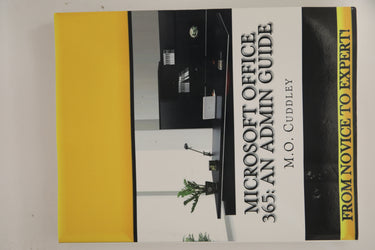 MICROSOFT OFFICE
365: AN ADMIN GUIDE
M.O. CUDDLEY
FROM NOVICE TO EXPERT!